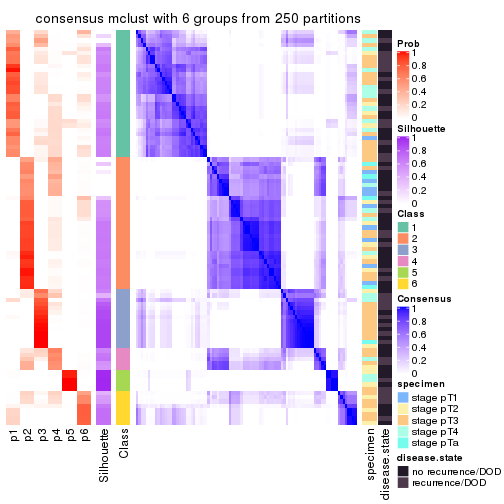 consensus mclust with 6 groups from 250 partitions
Prob
1
0.8
0.6
0.4
0.2
0
Silhouette
1
0.8
0.6
0.4
0.2
0
Class
1
2
3
4
5
6
Consensus
1
0.8
0.6
0.4
0.2
0
specimen
stage pT1
stage pT2
stage pT3
stage pT4
stage pTa
disease.state
no recurrence/DOD
recurrence/DOD
p1
p2
p3
p4
p5
p6
Silhouette
Class
specimen
disease.state